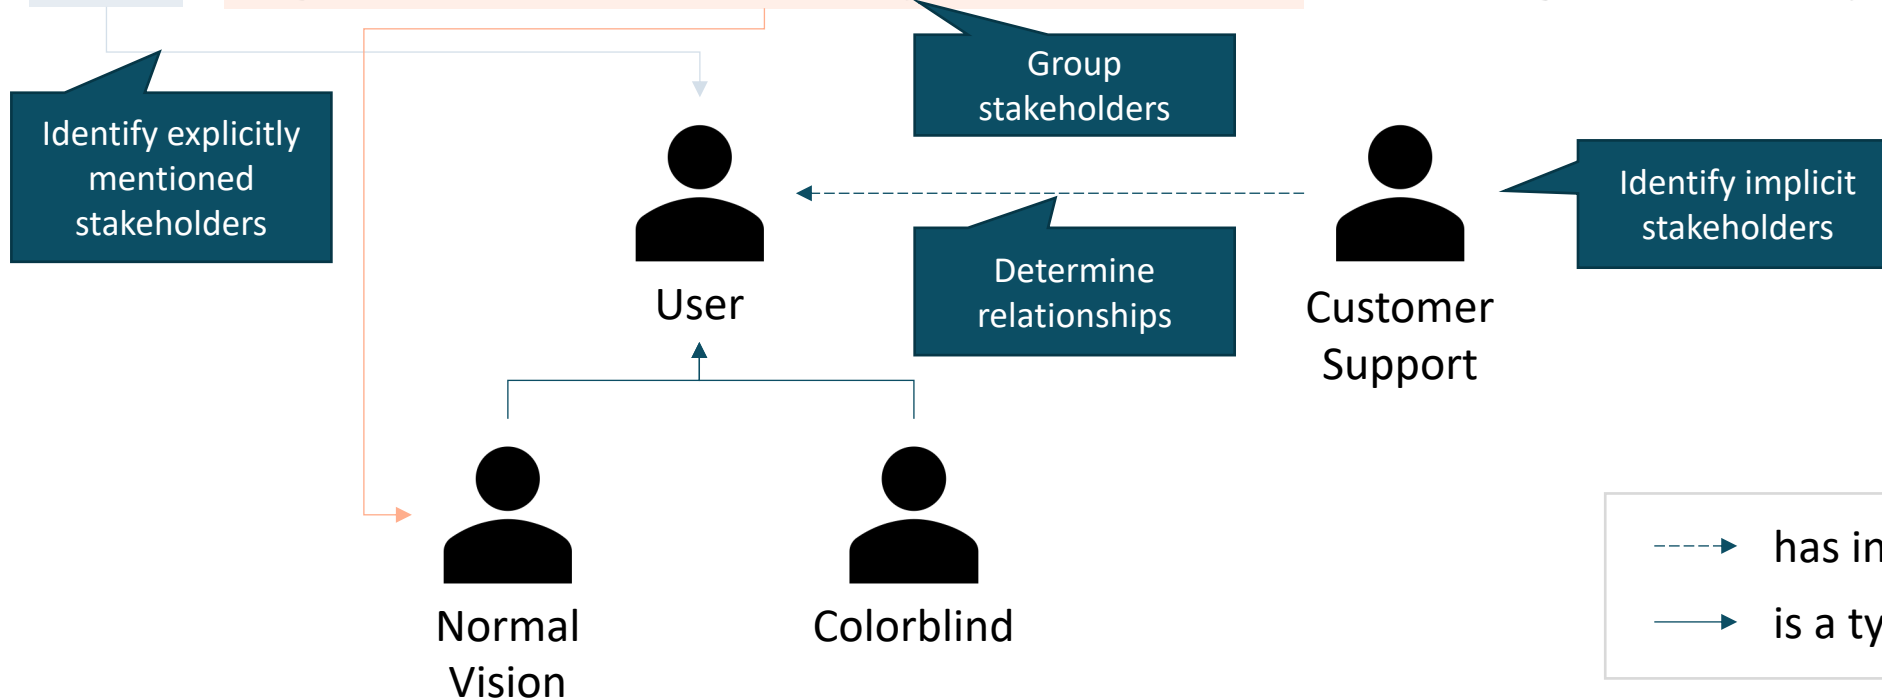 Group
stakeholders
Identify explicitly
mentioned
stakeholders
Identify implicit
stakeholders
Determine
relationships
User
Customer
Support
Normal
Vision
Colorblind
has in
is a ty